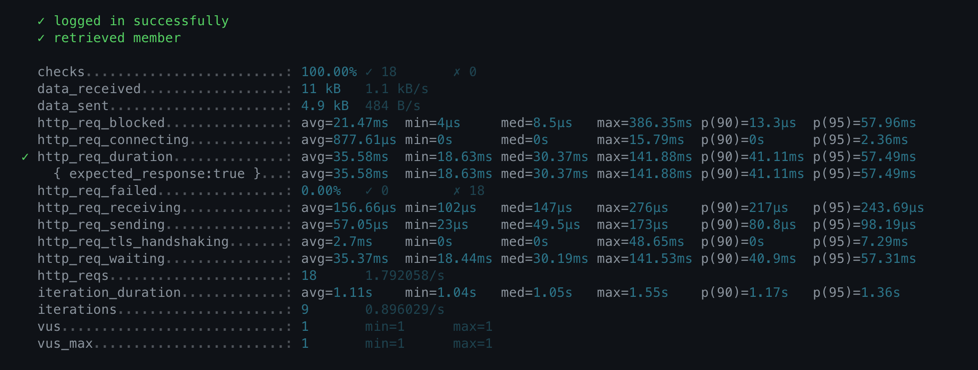 ✓ logged in successfully
✓ retrieved member
checks.........................: 100.00% ✓ 18 ✗ 0
data_received..................: 11 kB 1.1 kB/s
data_sent......................: 4.9 kB 484 B/s
http_req_blocked...............: avg=21.47ms min=4µs med=8.5µs max=386.35ms p(90)=13.3µs p(95)=57.96ms
http_req_connecting............: avg=877.61µs min=0s med=0s max=15.79ms p(90)=0s p(95)=2.36ms
✓ http_req_duration..............: avg=35.58ms min=18.63ms med=30.37ms max=141.88ms p(90)=41.11ms p(95)=57.49ms
{ expected_response:true }...: avg=35.58ms min=18.63ms med=30.37ms max=141.88ms p(90)=41.11ms p(95)=57.49ms
http_req_failed................: 0.00% ✓ 0 ✗ 18
http_req_receiving.............: avg=156.66µs min=102µs med=147µs max=276µs p(90)=217µs p(95)=243.69µs
http_req_sending...............: avg=57.05µs min=23µs med=49.5µs max=173µs p(90)=80.8µs p(95)=98.19µs
http_req_tls_handshaking.......: avg=2.7ms min=0s med=0s max=48.65ms p(90)=0s p(95)=7.29ms
http_req_waiting...............: avg=35.37ms min=18.44ms med=30.19ms max=141.53ms p(90)=40.9ms p(95)=57.31ms
http_reqs......................: 18 1.792058/s
iteration_duration.............: avg=1.11s min=1.04s med=1.05s max=1.55s p(90)=1.17s p(95)=1.36s
iterations.....................: 9 0.896029/s
vus............................: 1 min=1 max=1
vus_max........................: 1 min=1 max=1